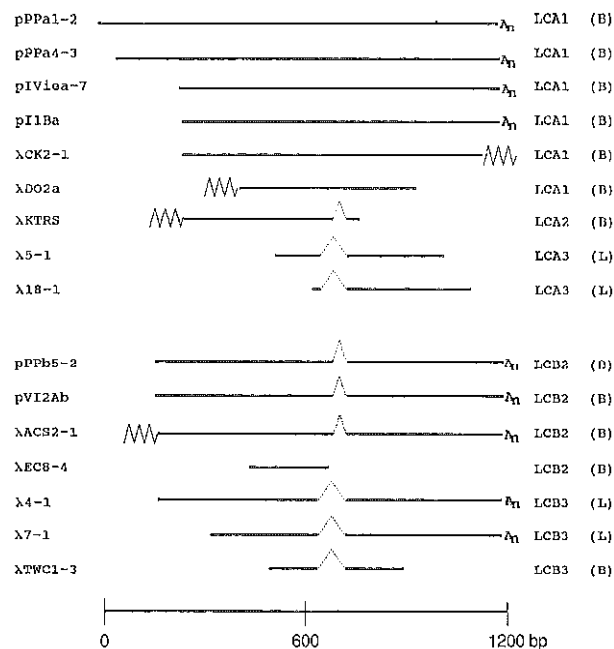 pPPa1-2 An LCA1 (B)
pPPa4-3 An LCA1 (B)
pIVioa-7 An LCA1 (B)
pI1Ba An LCA1 (B)
λCK2-1 LCA1 (B)
λDO2a LCA1 (B)
λKTRS LCA2 (B)
λ5-1 LCA3 (L)
λ18-1 LCA3 (L)
pPPb5-2 An LCB2 (B)
pVI2Ab An LCB2 (B)
λACS2-1 An LCB2 (B)
λEC8-4 LCB2 (B)
λ4-1 An LCB3 (L)
λ7-1 An LCB3 (L)
λTWC1-3 LCB3 (B)
0 600 1200 bp